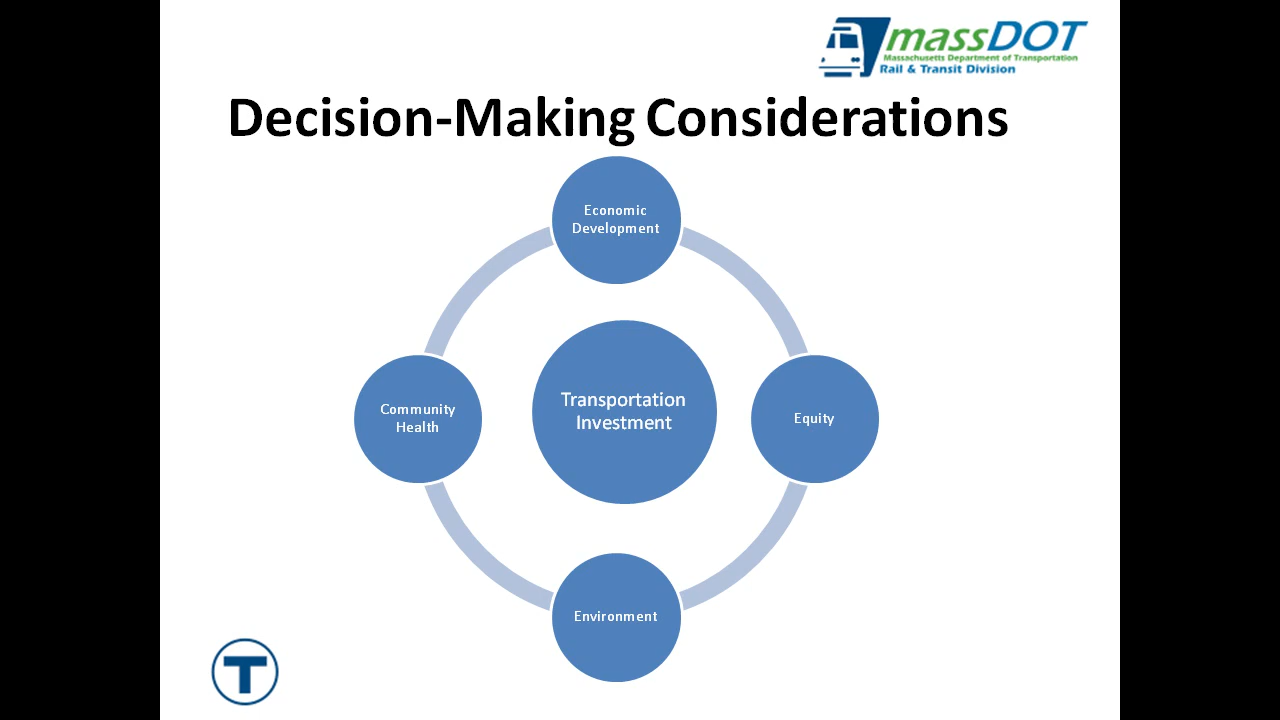 massDOT
Massachusetts Department of Transportation
Rail & Transit Division
Decision-Making Considerations
Economic
Development
Community
Health
Transportation
Investment
Equity
Environment
T